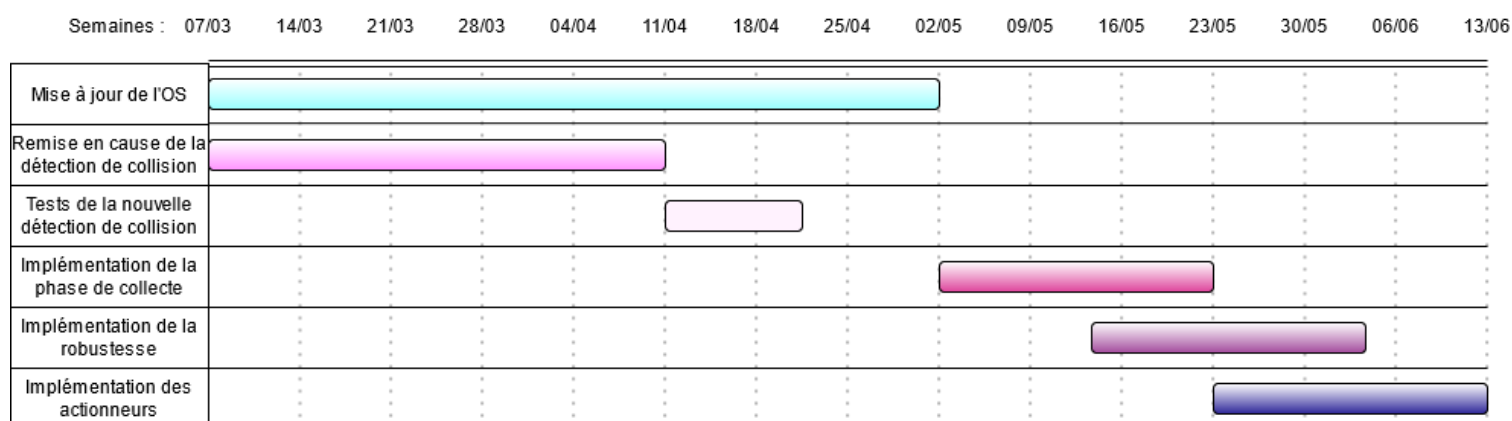 Semaines : 07/03 14/03 21/03 28/03 04/04 11/04 18/04 25/04 02/05 09/05 16/05 23/05 30/05 06/06 13/06
Mise à jour de l'OS
Remise en cause de la
détection de collision
Tests de la nouvelle
détection de collision
Implémentation de la
phase de collecte
Implémentation de la
robustesse
Implémentation des
actionneurs